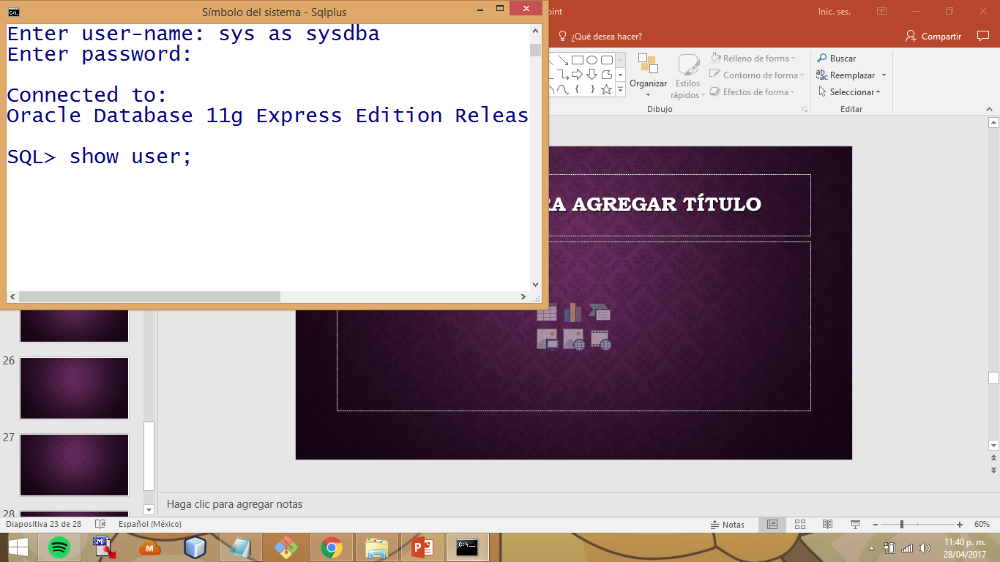 Símbolo del sistema - Sqlplus
Enter user-name: sys as sysdba
Enter password:
Connected to:
Oracle Database 11g Express Edition Releas
SQL> show user;
oint
Inic. ses.
¿Qué desea hacer?
Compartir
Organizar
Estilos
rápidos
Relleno de forma
Contorno de forma
Efectos de forma
Dibujo
Buscar
Reemplazar
Seleccionar
Editar
RA AGREGAR TÍTULO
26
27
28
Haga clic para agregar notas
Diapositiva 23 de 28
Español (México)
Notas
60%
SMF
11:40 p. m.
28/04/2017